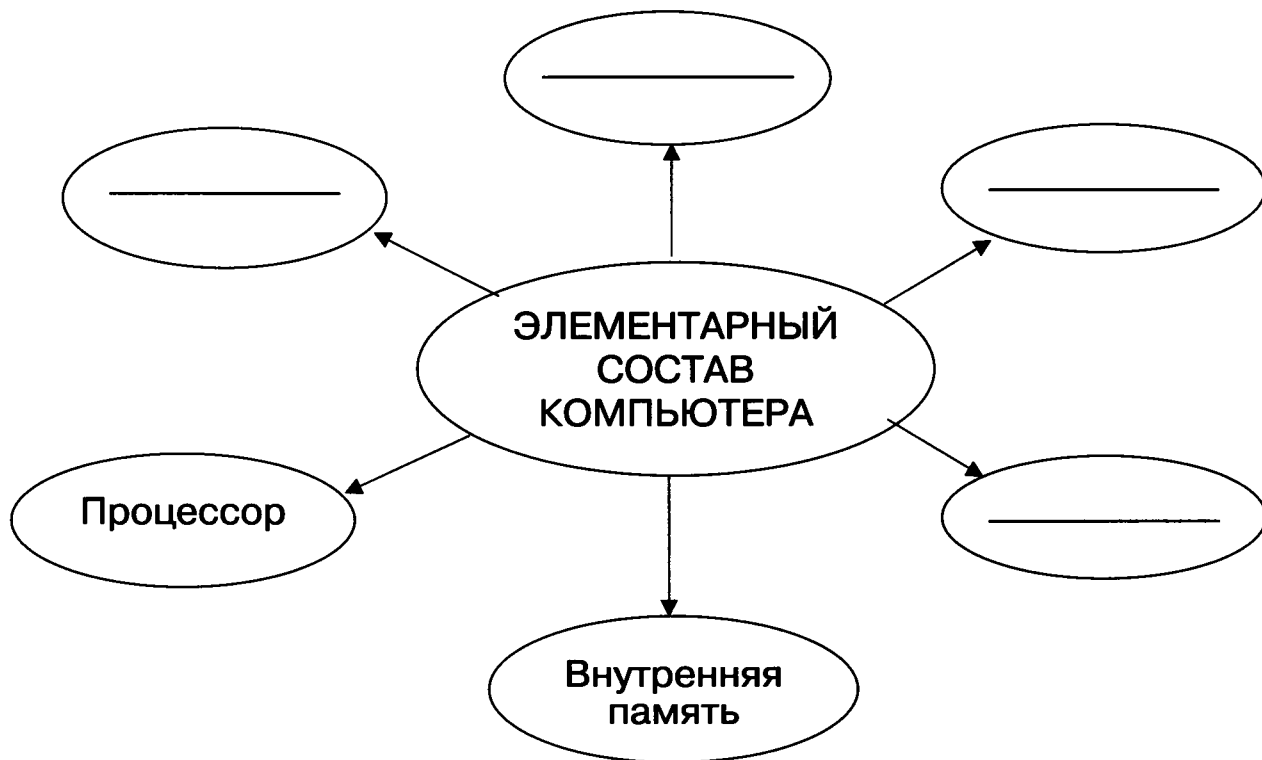 ЭЛЕМЕНТАРНЫЙ
СОСТАВ
КОМПЬЮТЕРА
Процессор
Внутренняя
память